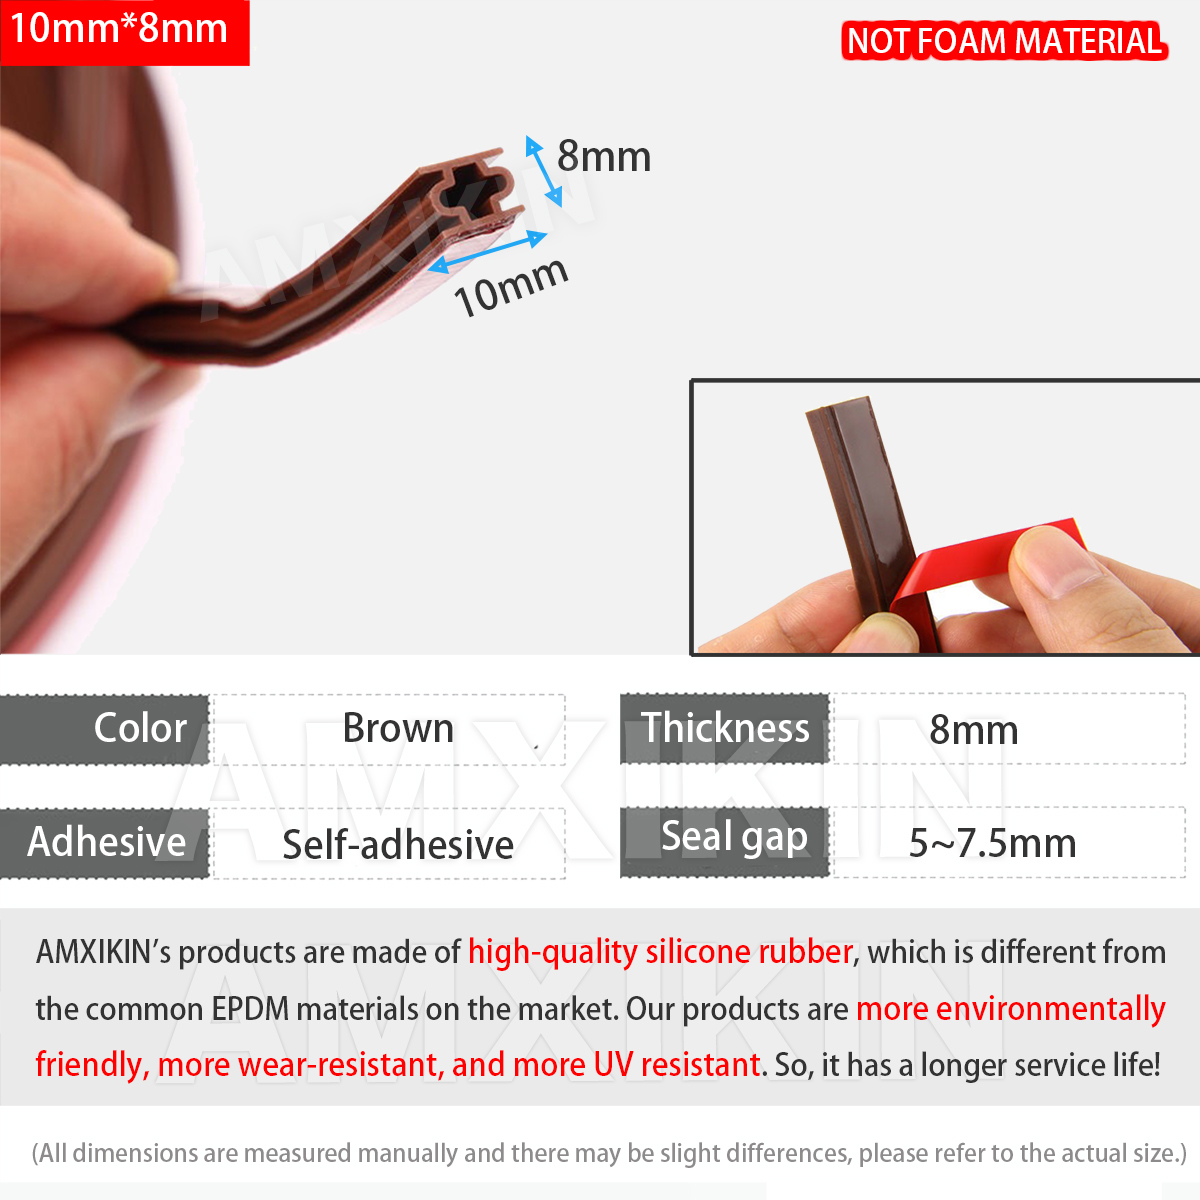 10mm*8mm
NOT FOAM MATERIAL
8mm
10mm
AMXIKIN
Color
Brown
Thickness
8mm
Adhesive
Self-adhesive
Seal gap
5~7.5mm
AMXIKIN
AMXIKIN’s products are made of high-quality silicone rubber, which is different from
the common EPDM materials on the market. Our products are more environmentally
friendly, more wear-resistant, and more UV resistant. So, it has a longer service life!
AMXIKIN
(All dimensions are measured manually and there may be slight differences, please refer to the actual size.)